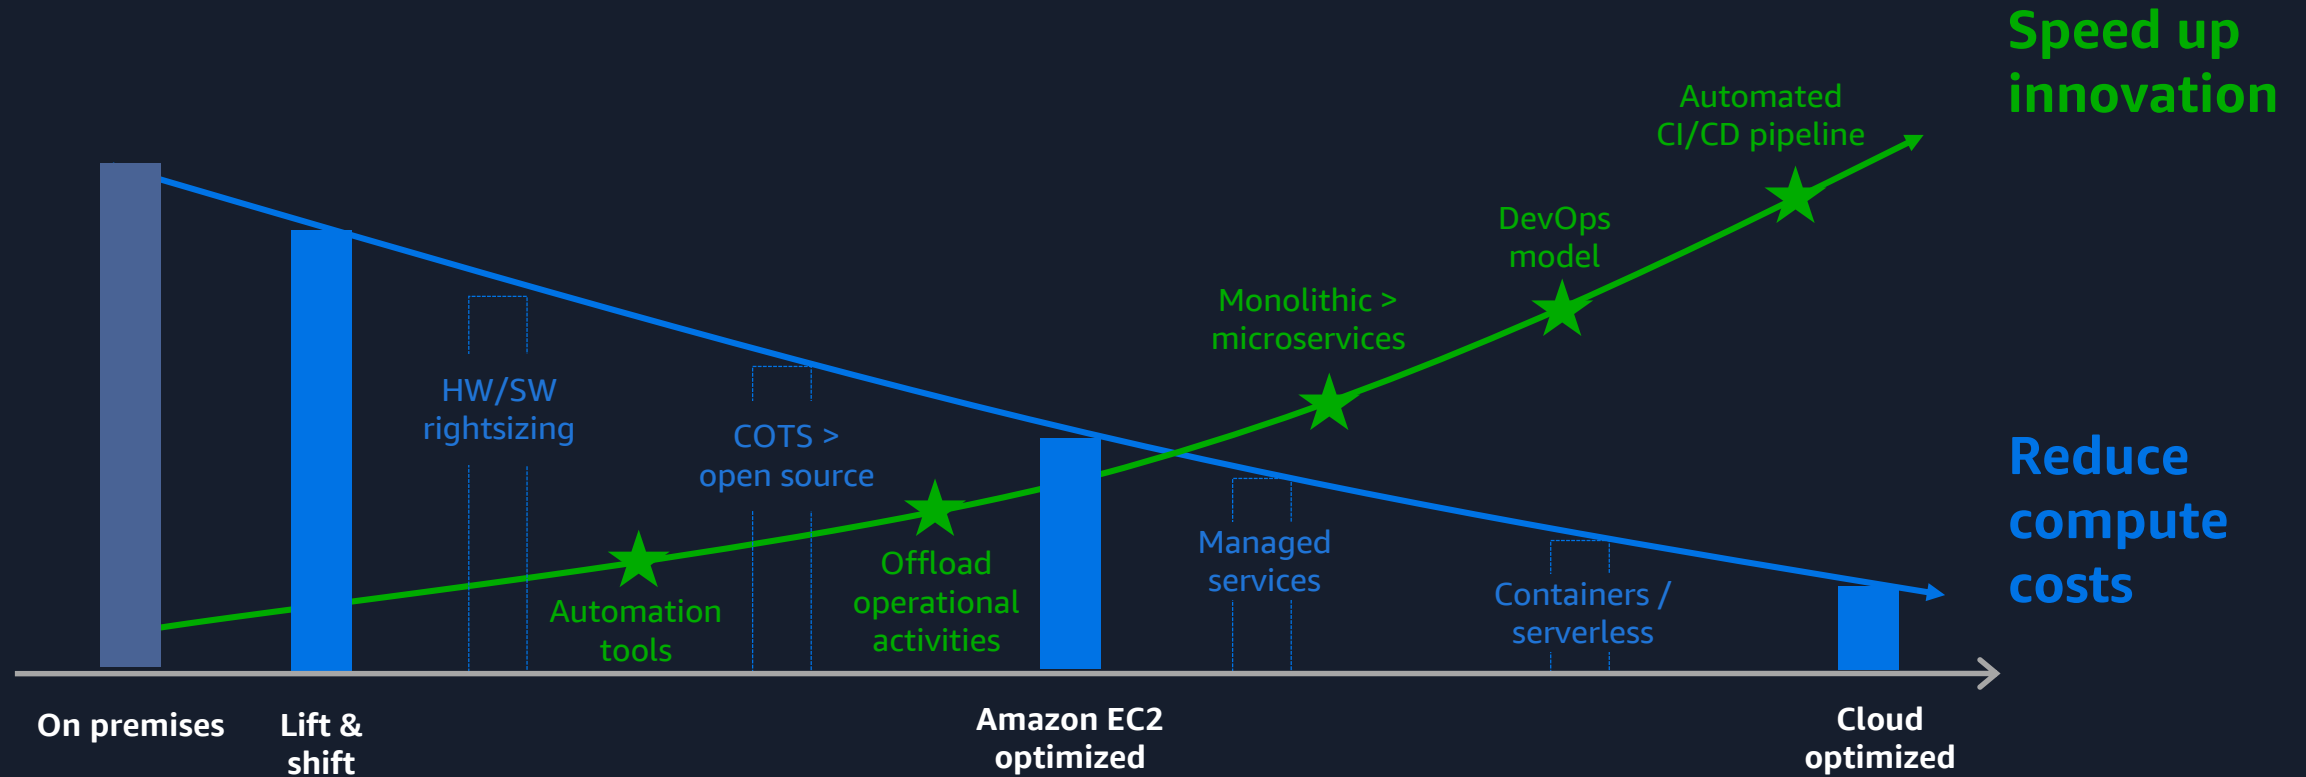 Speed up
innovation
Automated
CI/CD pipeline
DevOps
model
Monolithic >
microservices
HW/SW
rightsizing
COTS >
open source
Reduce
compute
costs
Automation
tools
Offload
operational
activities
Managed
services
Containers /
serverless
On premises
Lift &
shift
Amazon EC2
optimized
Cloud
optimized